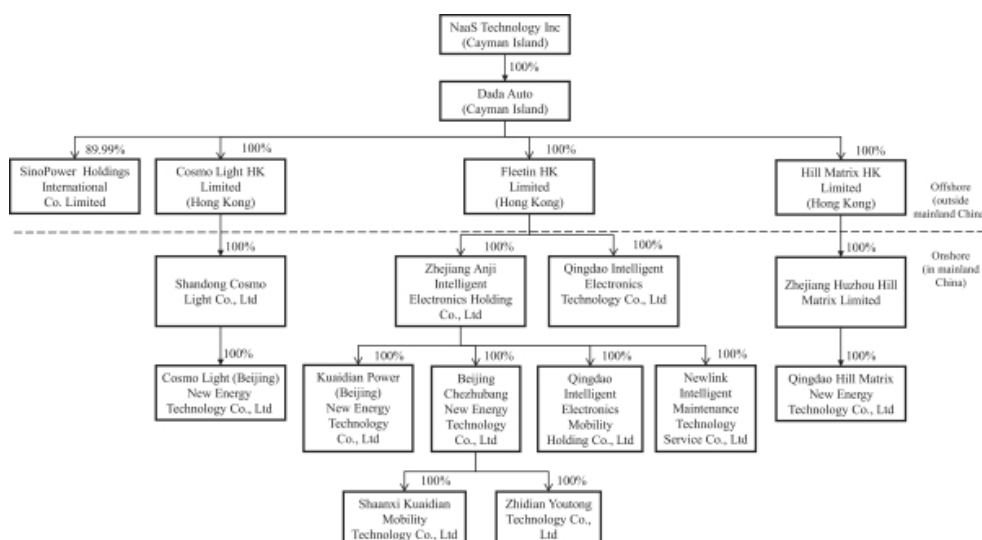 NaaS Technology Inc
(Cayman Island)
100%
Dada Auto
(Cayman Island)
89.99%
100%
100%
100%
SinoPower Holdings
International
Co. Limited
Cosmo Light HK
Limited
(Hong Kong)
Fleetin HK
Limited
(Hong Kong)
Hill Matrix HK
Limited
(Hong Kong)
Offshore
(outside
mainland China
100%
100%
100%
100%
Onshore
(in mainland
China)
Shandong Cosmo
Light Co., Ltd
Zhejiang Anji
Intelligent
Electronics Holding
Co., Ltd
Qingdao Intelligent
Electronics
Technology Co., Ltd
Zhejiang Huzhou Hill
Matrix Limited
100%
100%
100%
100%
100%
100%
Cosmo Light (Beijing)
New Energy
Technology Co., Ltd
Kuaidian Power
(Beijing)
New Energy
Technology
Co., Ltd
Beijing
Chezhubang
New Energy
Technology
Co., Ltd
Qingdao
Intelligent
Electronics
Mobility
Holding Co., Ltd
Newlink
Intelligent
Maintenance
Technology
Service Co., Ltd
Qingdao Hill Matrix
New Energy
Technology Co., Ltd
100%
100%
Shaanxi Kuaidian
Mobility
Technology Co., Ltd
Zhidian Youtong
Technology Co.,
Ltd